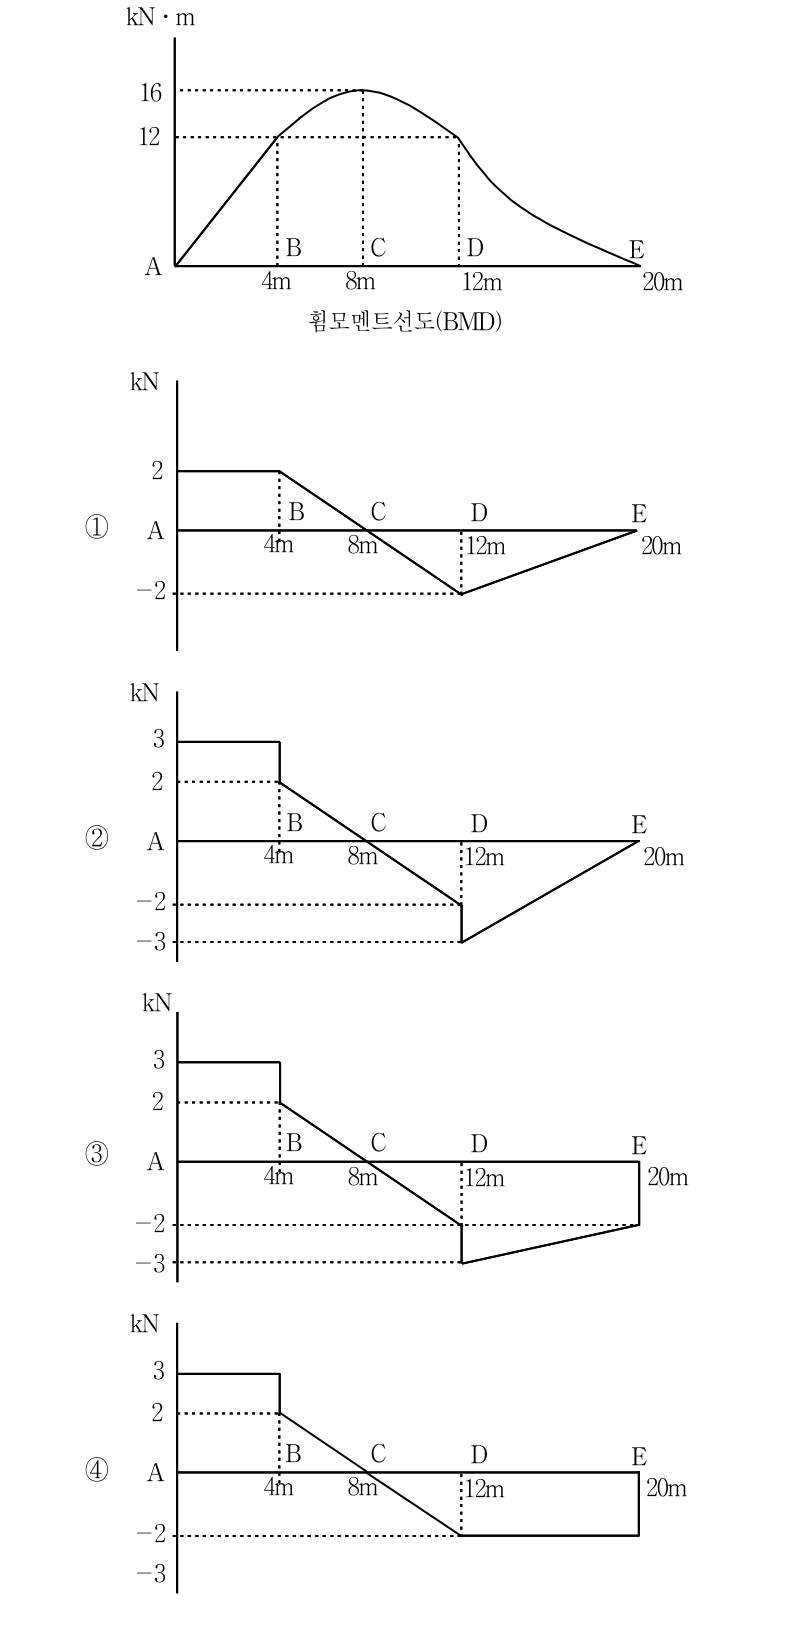 kN · m
16
12
B C D E
A
4m 8m 12m 20m
휨모멘트선도(BMD)
kN
2
B C D E
① A
4m 8m 12m 20m
−2
kN
3
2
B C D E
② A
4m 8m 12m 20m
−2
−3
kN
3
2
B C D E
③ A
4m 8m 12m 20m
−2
−3
kN
3
2
B C D E
④ A
4m 8m 12m 20m
−2
−3